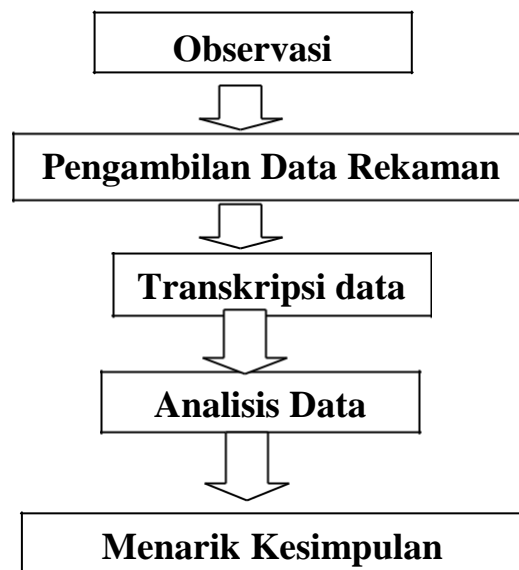 Observasi
Pengambilan Data Rekaman
Transkripsi data
Analisis Data
Menarik Kesimpulan